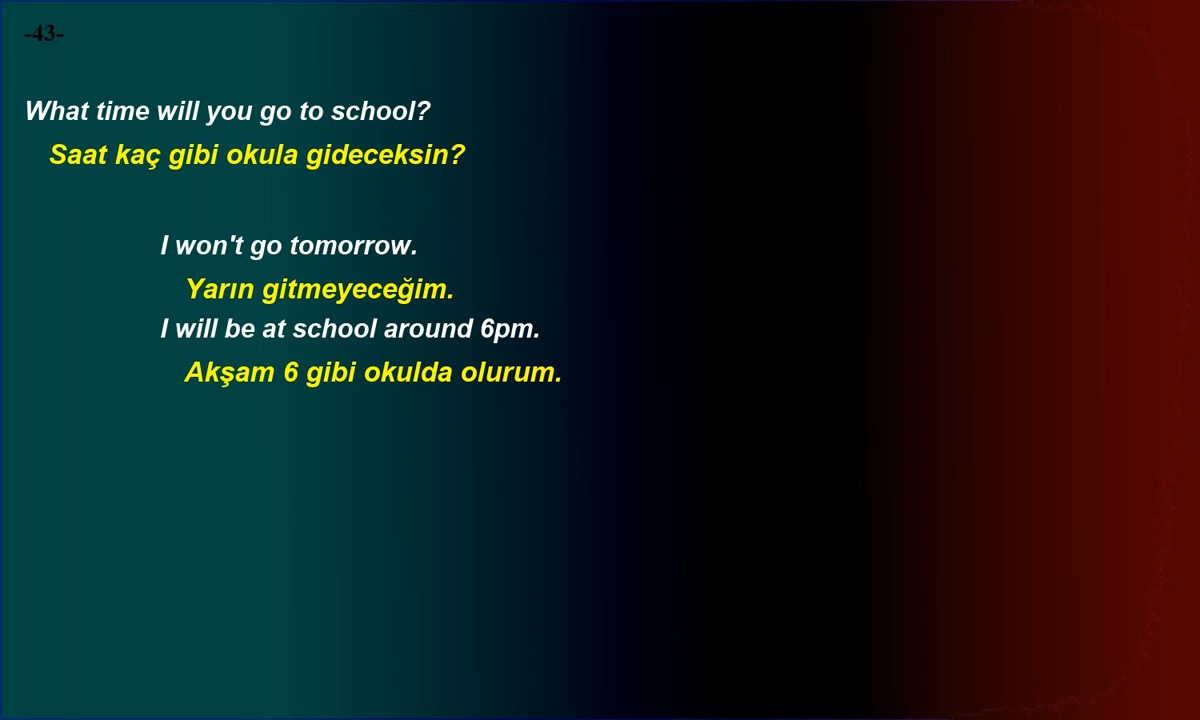 -43-
What time will you go to school?
Saat kaç gibi okula gideceksin?
I won't go tomorrow.
Yarın gitmeyeceğim.
I will be at school around 6pm.
Akşam 6 gibi okulda olurum.